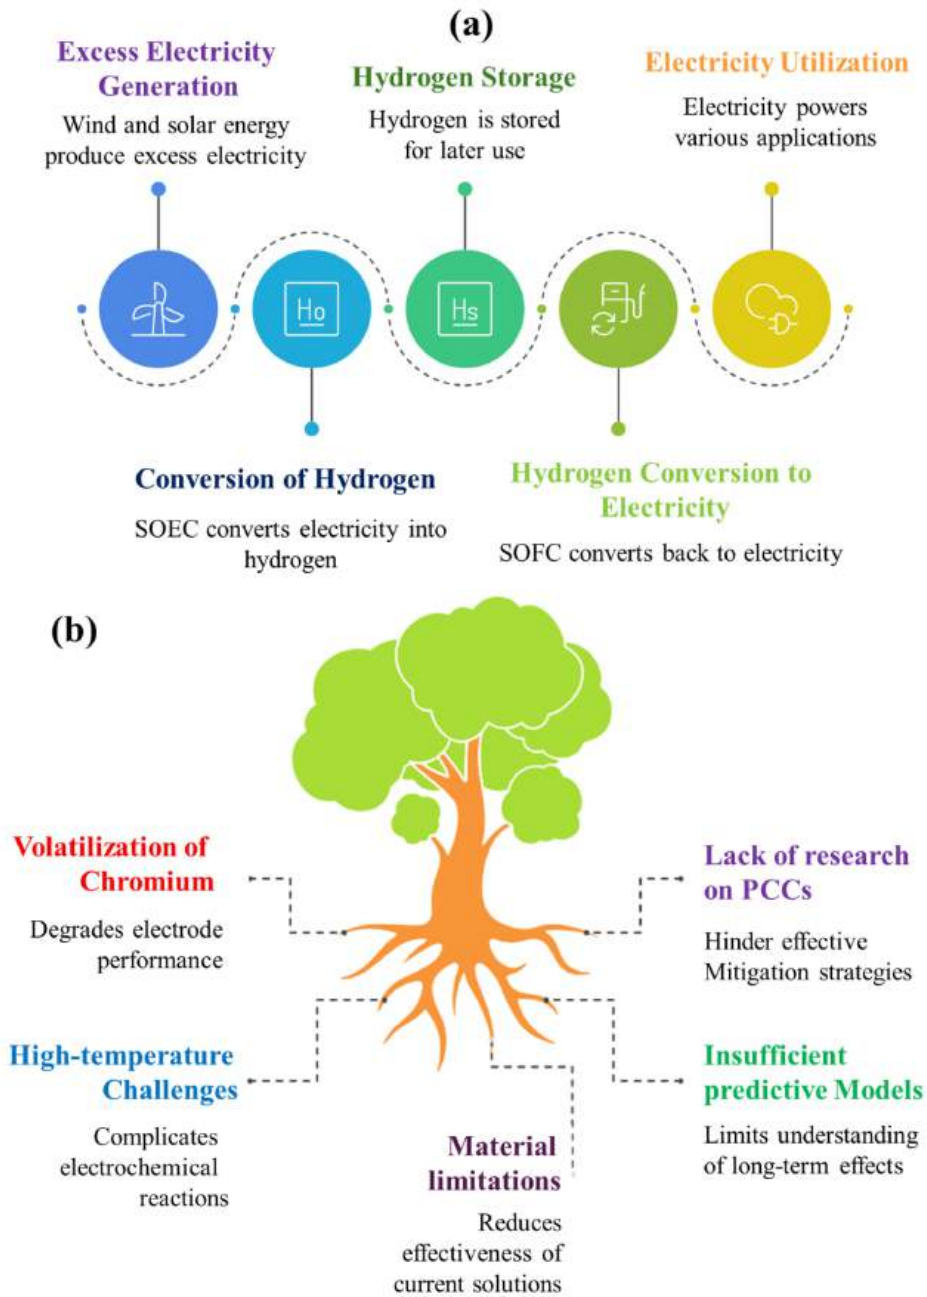 (a)
Excess Electricity
Generation
Wind and solar energy
produce excess electricity
Hydrogen Storage
Hydrogen is stored
for later use
Electricity Utilization
Electricity powers
various applications
Ho
Hs
Conversion of Hydrogen
SOEC converts electricity into
hydrogen
Hydrogen Conversion to
Electricity
SOFC converts back to electricity
(b)
Volatilization of
Chromium
Degrades electrode
performance
High-temperature
Challenges
Complicates
electrochemical
reactions
Material
limitations
Reduces
effectiveness of
current solutions
Lack of research
on PCCs
Hinder effective
Mitigation strategies
Insufficient
predictive Models
Limits understanding
of long-term effects